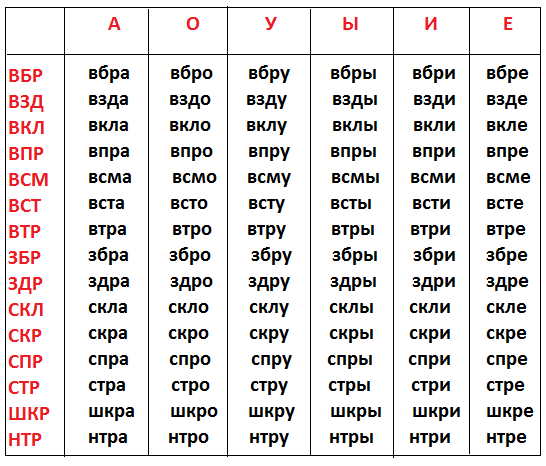 А О У Ы И Е
ВБР вбра вбро вбру вбры вбри вбре
ВЗД взда вздо взду взды взди взде
ВКЛ вкла вкло вклу вклы вкли вкле
ВПР впра впро впру впры впри впре
ВСМ всма всмо всму всмы всми всме
ВСТ вста всто всту всты всти всте
ВТР втра втро втру втры втри втре
ЗБР збра збро збру збры збри збре
ЗДР здра здро здру здры здри здре
СКЛ скла скло склу склы скли скле
СКР скра скро скру скры скри скре
СПР спра спро спру спры спри спре
СТР стра стро стру стры стри стре
ШКР шкра шкро шкру шкры шкри шкре
НТР нтра нтро нтру нтры нтри нтре